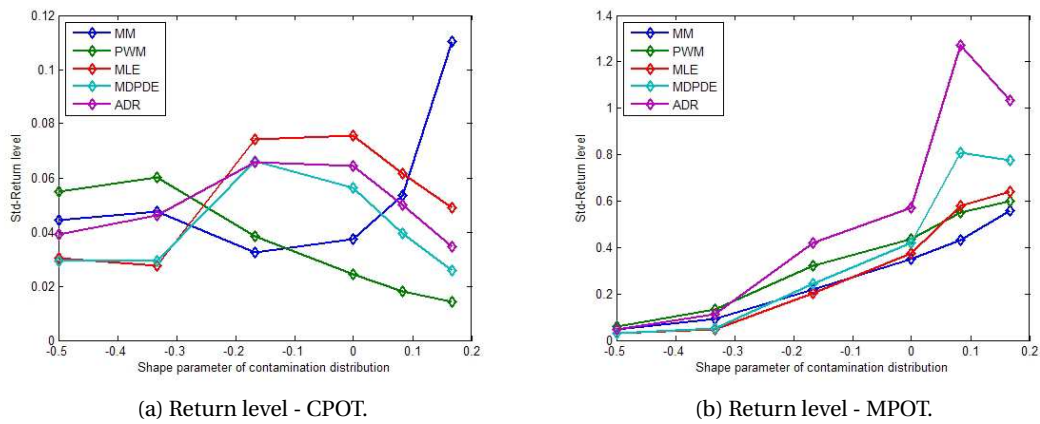 0.12
0.1
0.08
0.06
0.04
0.02
0
Std-Return level
MM
PWM
MLE
MDPDE
ADR
-0.5
-0.4
-0.3
-0.2
-0.1
0
0.1
0.2
Shape parameter of contamination distribution
(a) Return level - CPOT.
1.4
1.2
1
0.8
0.6
0.4
0.2
0
Std-Return level
MM
PWM
MLE
MDPDE
ADR
-0.5
-0.4
-0.3
-0.2
-0.1
0
0.1
0.2
Shape parameter of contamination distribution
(b) Return level - MPOT.